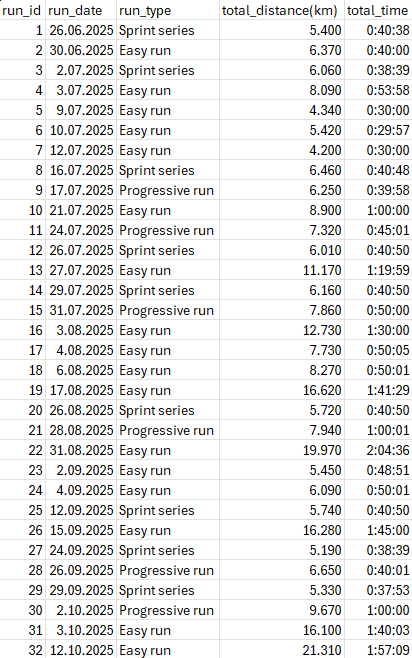 run_id run_date run_type total_distance(km) total_time
1 26.06.2025 Sprint series 5.400 0:40:38
2 30.06.2025 Easy run 6.370 0:40:00
3 2.07.2025 Sprint series 6.060 0:38:39
4 3.07.2025 Easy run 8.090 0:53:58
5 9.07.2025 Easy run 4.340 0:30:00
6 10.07.2025 Easy run 5.420 0:29:57
7 12.07.2025 Easy run 4.200 0:30:00
8 16.07.2025 Sprint series 6.460 0:40:48
9 17.07.2025 Progressive run 6.250 0:39:58
10 21.07.2025 Easy run 8.900 1:00:00
11 24.07.2025 Progressive run 7.320 0:45:01
12 26.07.2025 Sprint series 6.010 0:40:50
13 27.07.2025 Easy run 11.170 1:19:59
14 29.07.2025 Sprint series 6.160 0:40:50
15 31.07.2025 Progressive run 7.860 0:50:00
16 3.08.2025 Easy run 12.730 1:30:00
17 4.08.2025 Easy run 7.730 0:50:05
18 6.08.2025 Easy run 8.270 0:50:01
19 17.08.2025 Easy run 16.620 1:41:29
20 26.08.2025 Sprint series 5.720 0:40:50
21 28.08.2025 Progressive run 7.940 1:00:01
22 31.08.2025 Easy run 19.970 2:04:36
23 2.09.2025 Easy run 5.450 0:48:51
24 4.09.2025 Easy run 6.090 0:50:01
25 12.09.2025 Sprint series 5.740 0:40:50
26 15.09.2025 Easy run 16.280 1:45:00
27 24.09.2025 Sprint series 5.190 0:38:39
28 26.09.2025 Progressive run 6.650 0:40:01
29 29.09.2025 Sprint series 5.330 0:37:53
30 2.10.2025 Progressive run 9.670 1:00:00
31 3.10.2025 Easy run 16.100 1:40:03
32 12.10.2025 Easy run 21.310 1:57:09